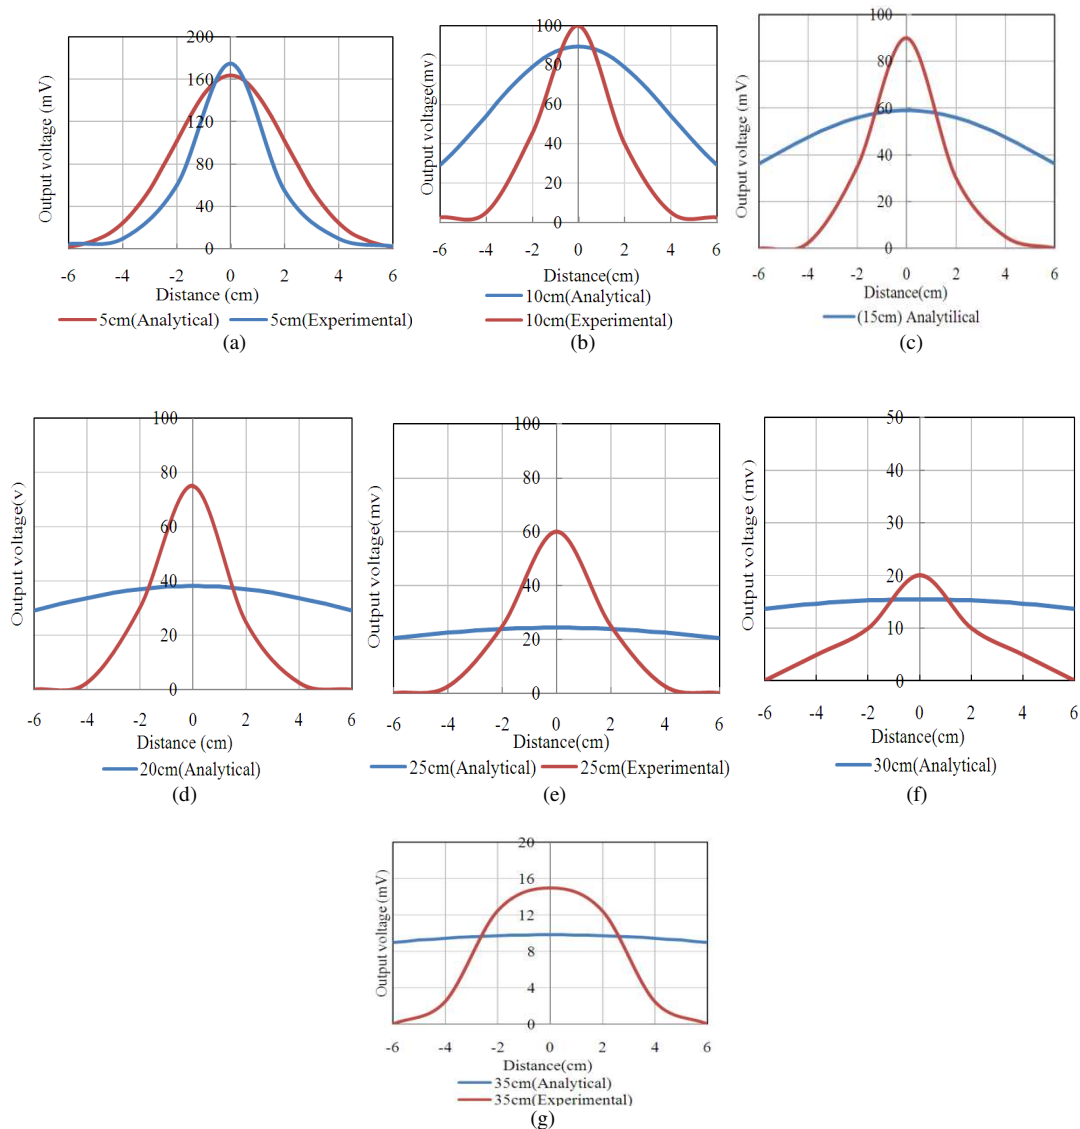 200
160
120
80
40
0
Output voltage (mV)
-6 -4 -2 0 2 4 6
Distance (cm)
5cm(Analytical) 5cm(Experimental)
(a)
100
80
60
40
20
0
Output voltage(mv)
-6 -4 -2 0 2 4 6
Distance(cm)
10cm(Analytical)
10cm(Experimental)
(b)
100
80
60
40
20
0
Output voltage (mV)
-6 -4 -2 0 2 4 6
Distance(cm)
(15cm) Analytilical
(c)
100
80
60
40
20
0
Output voltage(v)
-6 -4 -2 0 2 4 6
Distance (cm)
20cm(Analytical)
(d)
100
80
60
40
20
0
Output voltage(mv)
-6 -4 -2 0 2 4 6
Distance(cm)
25cm(Analytical) 25cm(Experimental)
(e)
50
40
30
20
10
0
Output voltage (mv)
-6 -4 -2 0 2 4 6
Distance(cm)
30cm(Analytical)
(f)
20
16
12
8
4
0
Output voltage (mV)
-6 -4 -2 0 2 4 6
Distance(cm)
35cm(Analytical)
35cm(Experimental)
(g)